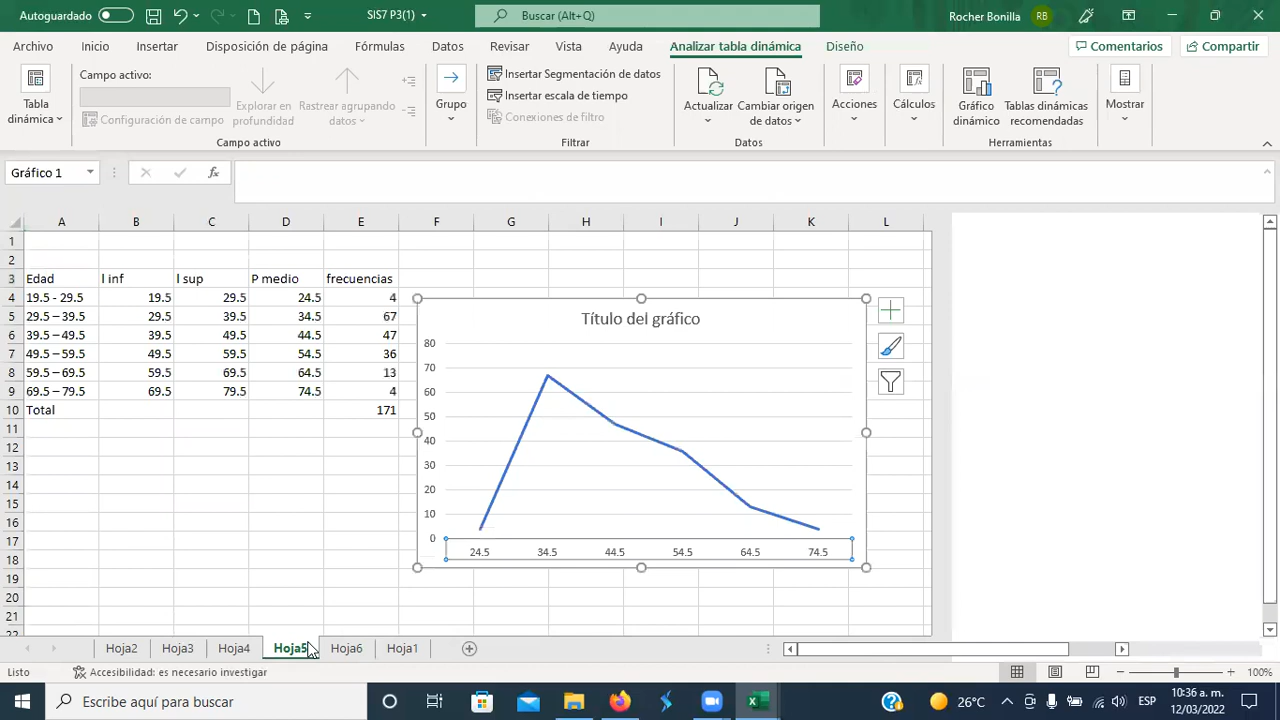 Autoguardado
SIS7 P3(1)
Buscar (Alt+Q)
Rocher Bonilla
RB
Archivo Inicio Insertar Disposición de página Fórmulas Datos Revisar Vista Ayuda Analizar tabla dinámica Diseño Comentarios Compartir
Tabla dinámica
Campo activo:
Configuración de campo
Explorar en profundidad
Rastrear agrupando datos
Campo activo
Grupo
Insertar Segmentación de datos
Insertar escala de tiempo
Conexiones de filtro
Filtrar
Actualizar
Cambiar origen de datos
Datos
Acciones
Cálculos
Gráfico dinámico
Tablas dinámicas recomendadas
Herramientas
Mostrar
Gráfico 1
fx
A B C D E F G H I J K L
1
2
3 Edad l inf l sup P medio frecuencias
4 19.5 - 29.5 19.5 29.5 24.5 4
5 29.5 – 39.5 29.5 39.5 34.5 67
6 39.5 – 49.5 39.5 49.5 44.5 47
7 49.5 – 59.5 49.5 59.5 54.5 36
8 59.5 – 69.5 59.5 69.5 64.5 13
9 69.5 – 79.5 69.5 79.5 74.5 4
10 Total 171
11
12
13
14
15
16
17
18
19
20
21
22
Título del gráfico
80
70
60
50
40
30
20
10
0
24.5 34.5 44.5 54.5 64.5 74.5
Hoja2 Hoja3 Hoja4 Hoja5 Hoja6 Hoja1
Listo
Accesibilidad: es necesario investigar
100%
Escribe aquí para buscar
26°C
ESP
10:36 a. m.
12/03/2022